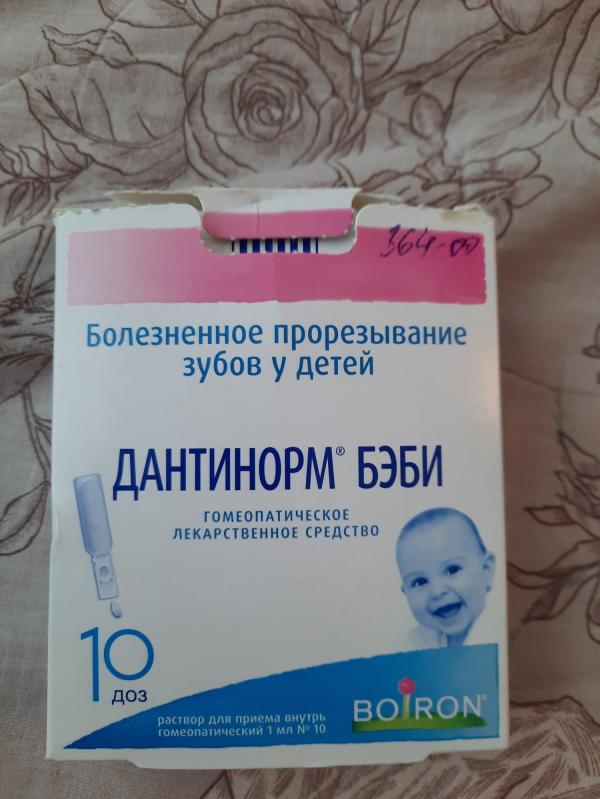 364-00
Болезненное прорезывание
зубов у детей
ДАНТИНОРМ® БЭБИ
ГОМЕОПАТИЧЕСКОЕ
ЛЕКАРСТВЕННОЕ СРЕДСТВО
10
ДОЗ
раствор для приема внутрь
гомеопатический 1 мл № 10
BOIRON®